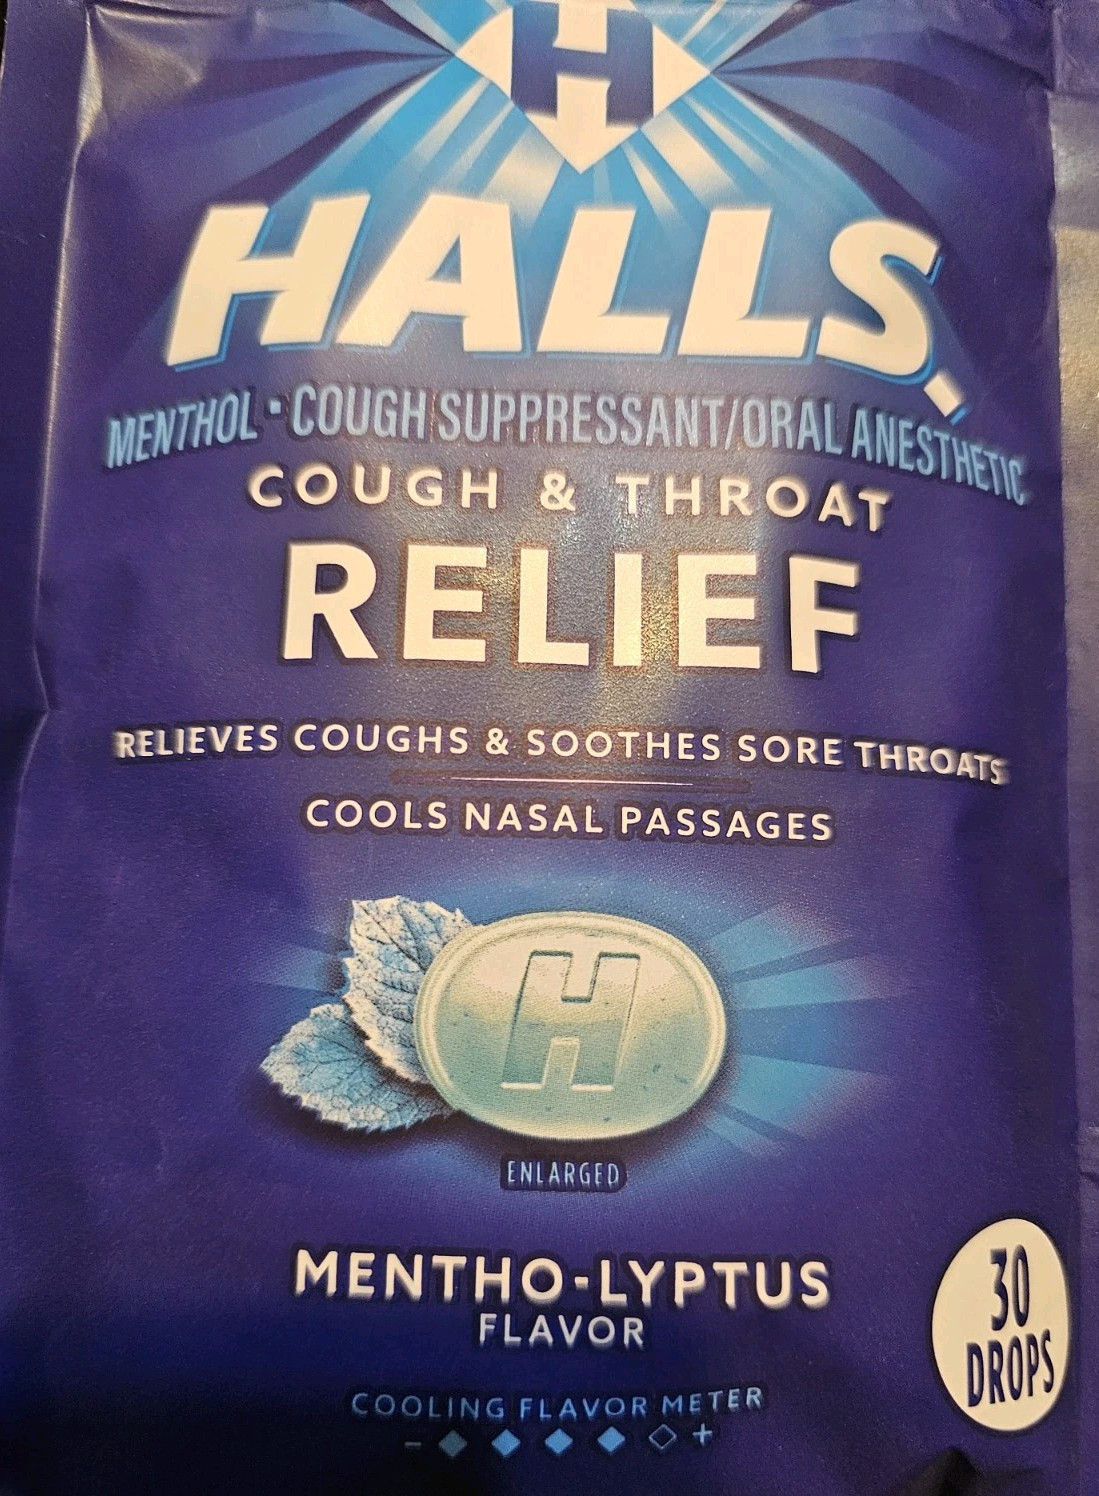 H
HALLS
MENTHOL • COUGH SUPPRESSANT/ORAL ANESTHETIC
COUGH & THROAT
RELIEF
RELIEVES COUGHS & SOOTHES SORE THROATS
COOLS NASAL PASSAGES
H
ENLARGED
MENTHO-LYPTUS
FLAVOR
30
DROPS
COOLING FLAVOR METER
- +